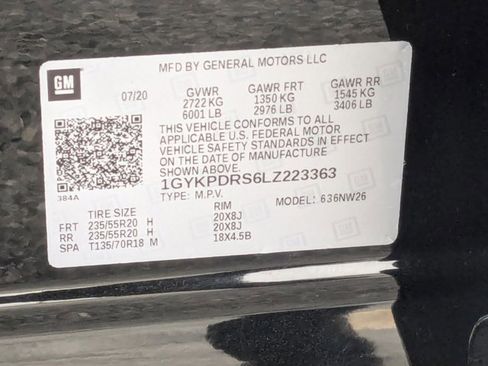 GM
MFD BY GENERAL MOTORS LLC
07/20 GVWR GAWR FRT GAWR RR
2722 KG 1350 KG 1545 KG
6001 LB 2976 LB 3406 LB
THIS VEHICLE CONFORMS TO ALL
APPLICABLE U.S. FEDERAL MOTOR
VEHICLE SAFETY STANDARDS IN EFFECT
ON THE DATE OF MANUFACTURE
SHOWN ABOVE.
1GYKPDRS6LZ223363
384A TYPE: M.P.V. MODEL: 636NW26
TIRE SIZE RIM
FRT 235/55R20 H 20X8J
RR 235/55R20 H 20X8J
SPA T135/70R18 M 18X4.5B